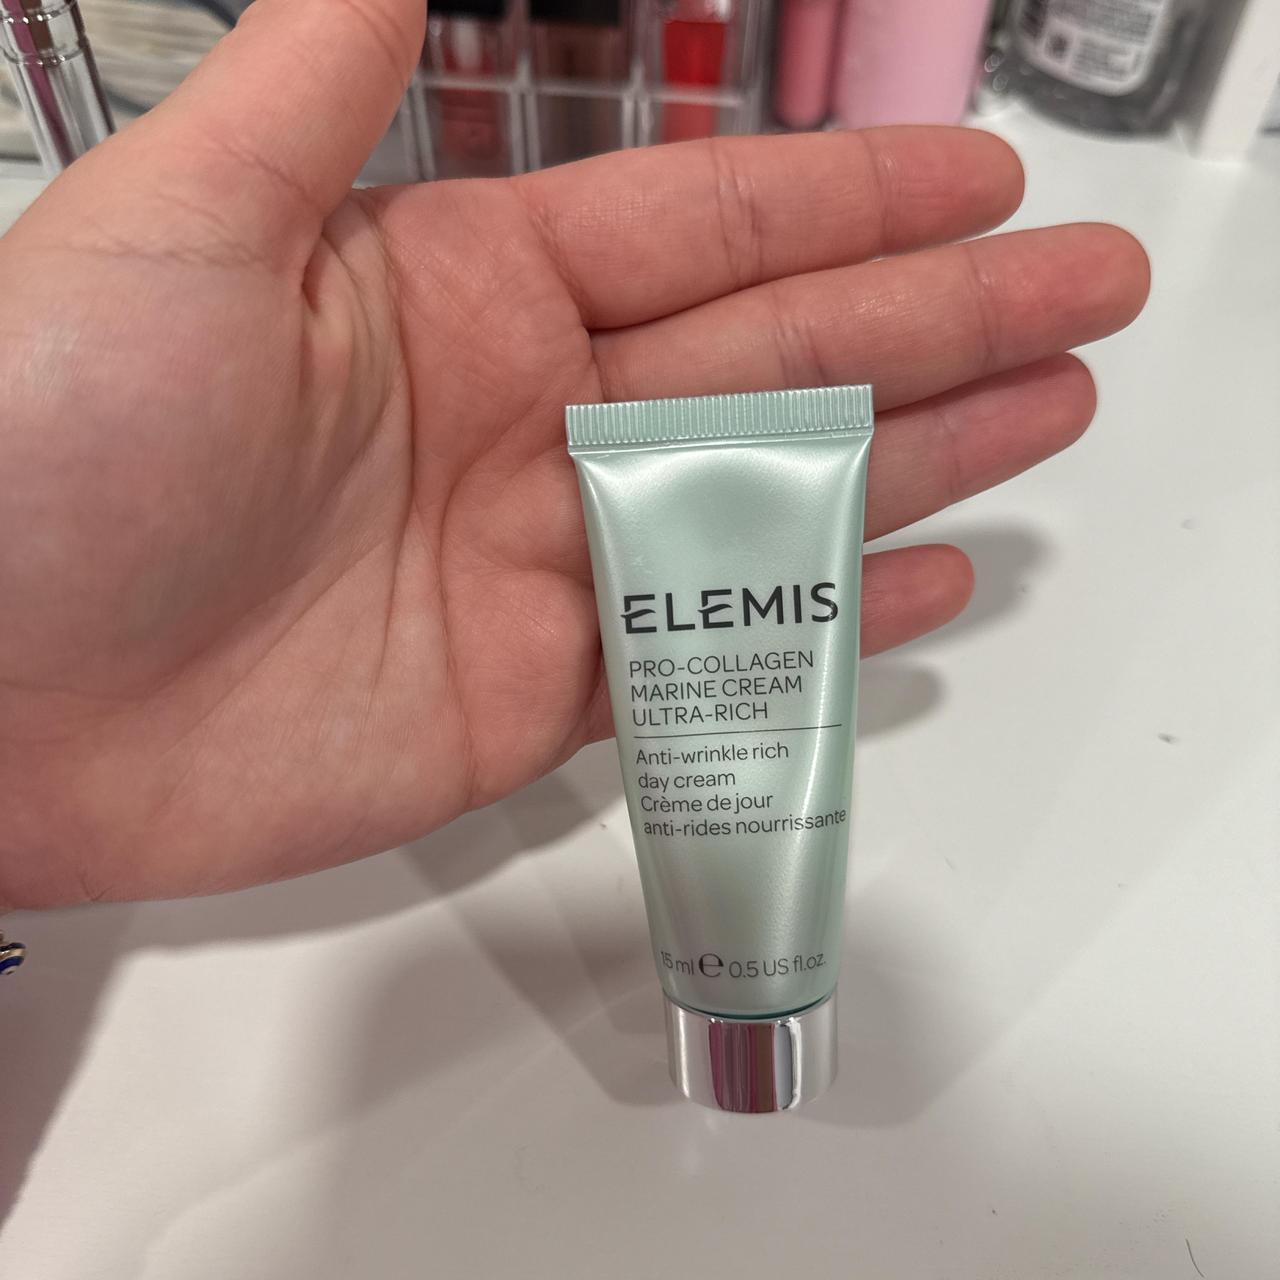 ELEMIS
PRO-COLLAGEN
MARINE CREAM
ULTRA-RICH
Anti-wrinkle rich
day cream
Crème de jour
anti-rides nourrissante
15 ml e 0.5 US fl.oz.